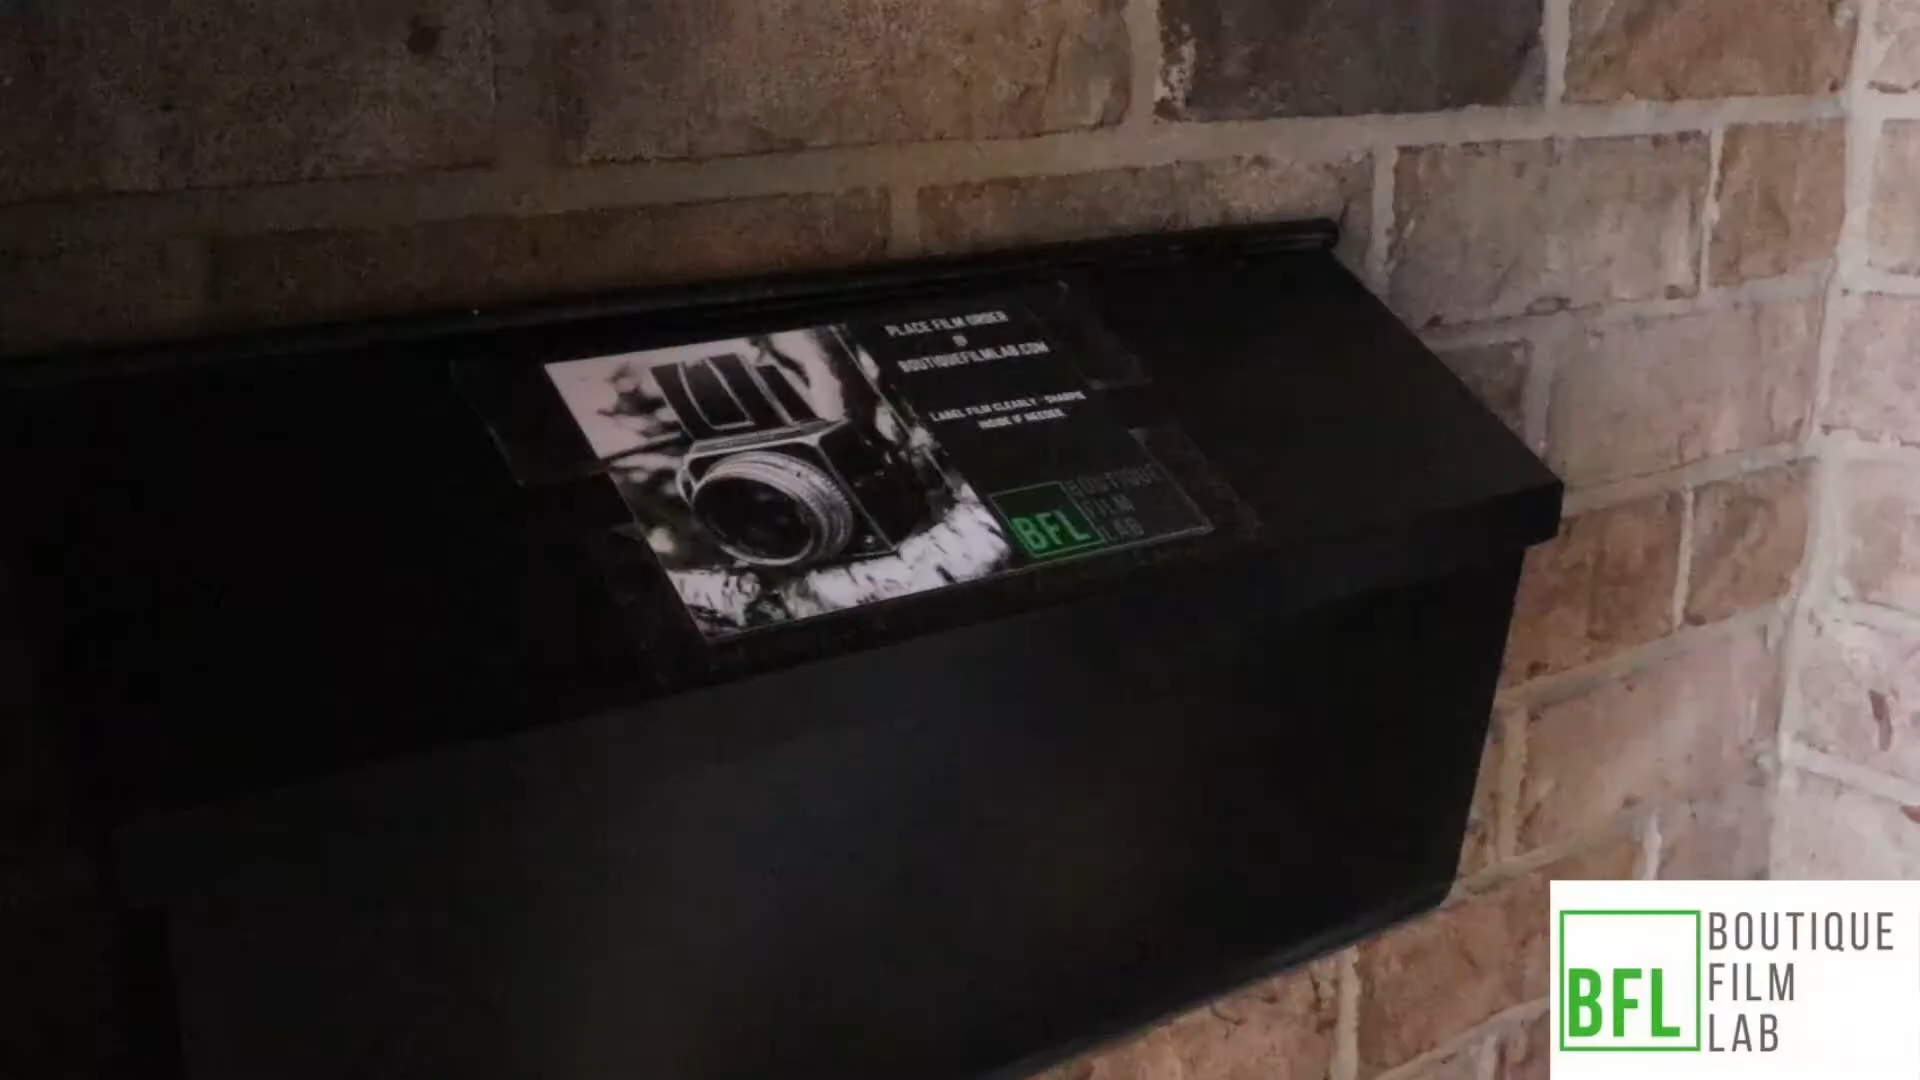 PLACE FILM ORDER
@
BOUTIQUEFILMLAB.COM
LABEL FILM CLEARLY - SHARPIE
INSIDE IF NEEDED
BFL
BOUTIQUE
FILM
LAB
BFL
BOUTIQUE
FILM
LAB